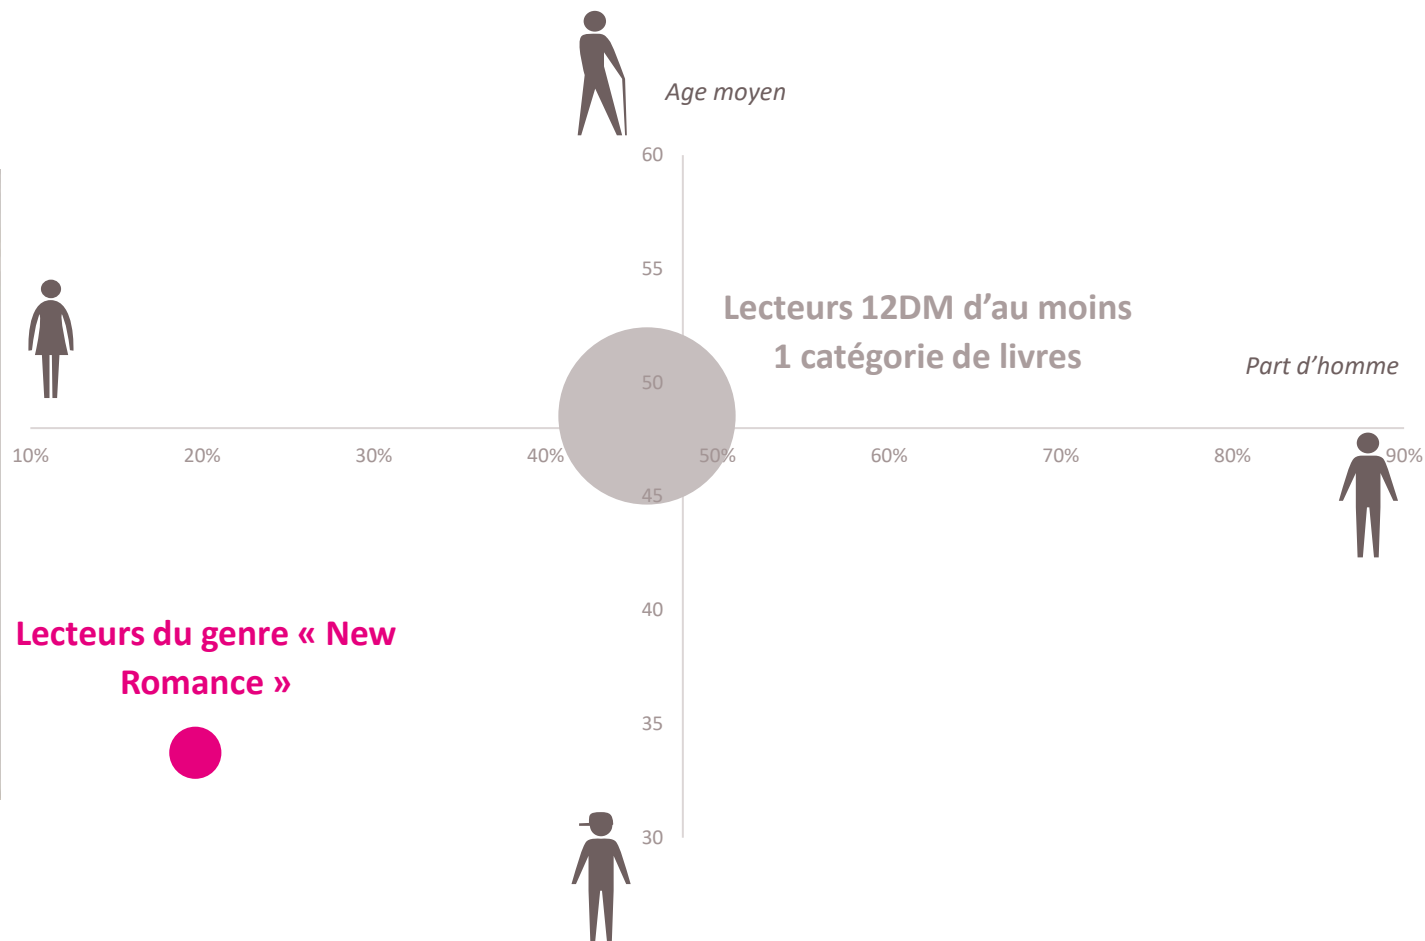 Age moyen
60
55
Lecteurs 12DM d’au moins
1 catégorie de livres
50
Part d’homme
10%
20%
30%
40%
50%
60%
70%
80%
90%
45
40
Lecteurs du genre « New
Romance »
35
30